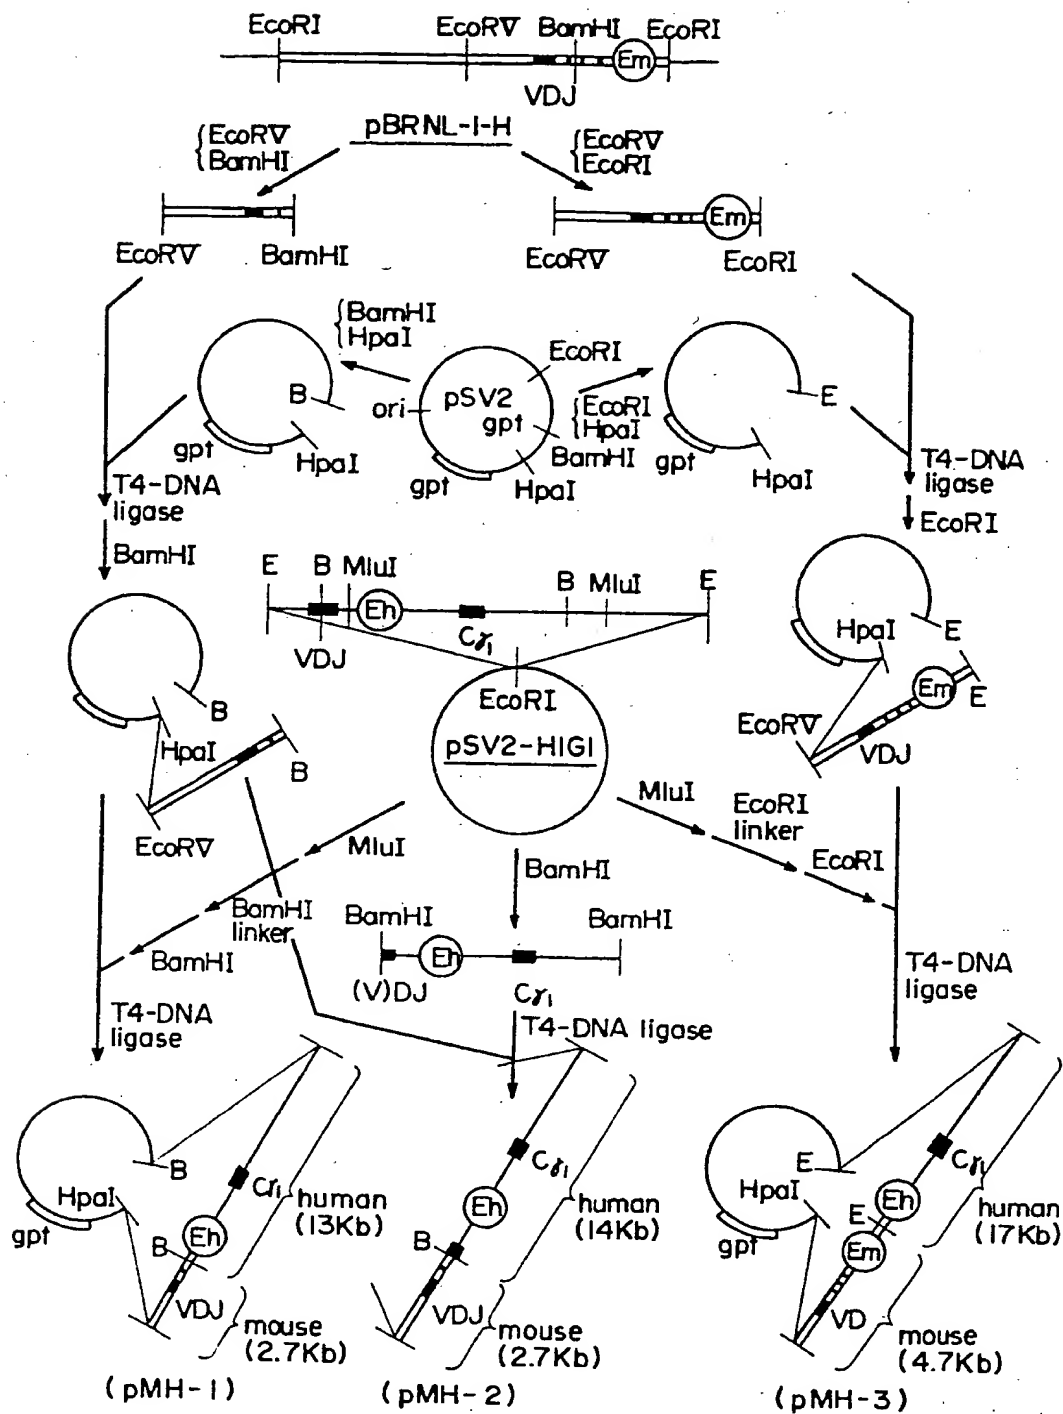 EcoRI EcoRV BamHI EcoRI
Em
VDJ
pBRNL-I-H
{EcoRV
{BamHI
{EcoRV
{EcoRI
Em
EcoRV BamHI
EcoRV EcoRI
{BamHI
{HpaI
B
HpaI
gpt
EcoRI
ori
pSV2
gpt
BamHI
HpaI
gpt
{EcoRI
{HpaI
E
HpaI
gpt
T4-DNA
ligase
BamHI
T4-DNA
ligase
EcoRI
E B MluI B MluI E
Eh
Cγ1
VDJ
EcoRI
pSV2-HIGI
B
HpaI
B
EcoRV
HpaI
E
Em
E
EcoRV
VDJ
MluI
BamHI
linker
BamHI
T4-DNA
ligase
BamHI
BamHI BamHI
Eh
(V)DJ
Cγ1
T4-DNA ligase
MluI
EcoRI
linker
EcoRI
T4-DNA
ligase
B
HpaI
gpt
Cγ1
Eh
B
VDJ
human
(13Kb)
mouse
(2.7Kb)
(pMH-1)
Cγ1
Eh
B
VDJ
human
(14Kb)
mouse
(2.7Kb)
(pMH-2)
E
HpaI
gpt
Cγ1
Eh
E
Em
VD
human
(17Kb)
mouse
(4.7Kb)
(pMH-3)